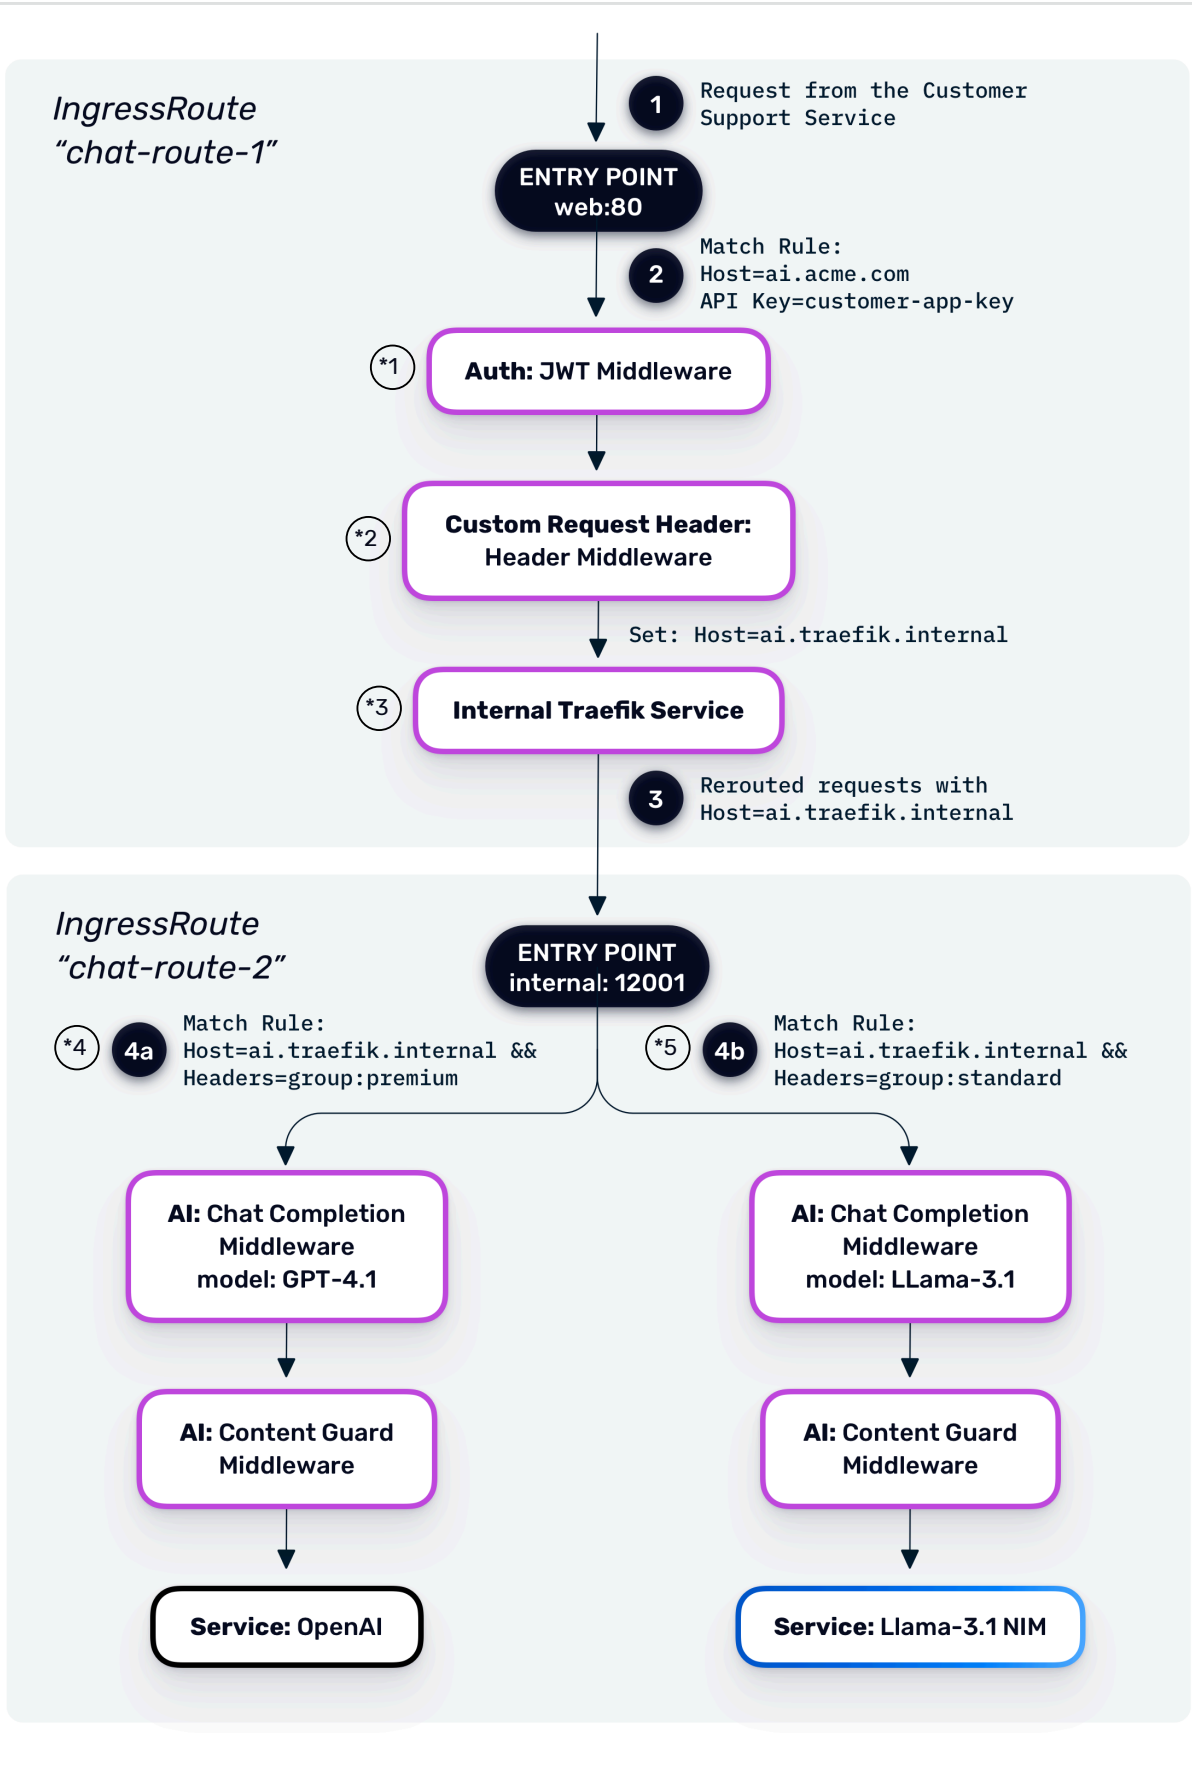 IngressRoute
“chat-route-1”
1
Request from the Customer
Support Service
ENTRY POINT
web:80
2
Match Rule:
Host=ai.acme.com
API Key=customer-app-key
*1
Auth: JWT Middleware
*2
Custom Request Header:
Header Middleware
Set: Host=ai.traefik.internal
*3
Internal Traefik Service
3
Rerouted requests with
Host=ai.traefik.internal
IngressRoute
“chat-route-2”
ENTRY POINT
internal: 12001
*4
4a
Match Rule:
Host=ai.traefik.internal &&
Headers=group:premium
*5
4b
Match Rule:
Host=ai.traefik.internal &&
Headers=group:standard
AI: Chat Completion
Middleware
model: GPT-4.1
AI: Chat Completion
Middleware
model: LLama-3.1
AI: Content Guard
Middleware
AI: Content Guard
Middleware
Service: OpenAI
Service: Llama-3.1 NIM